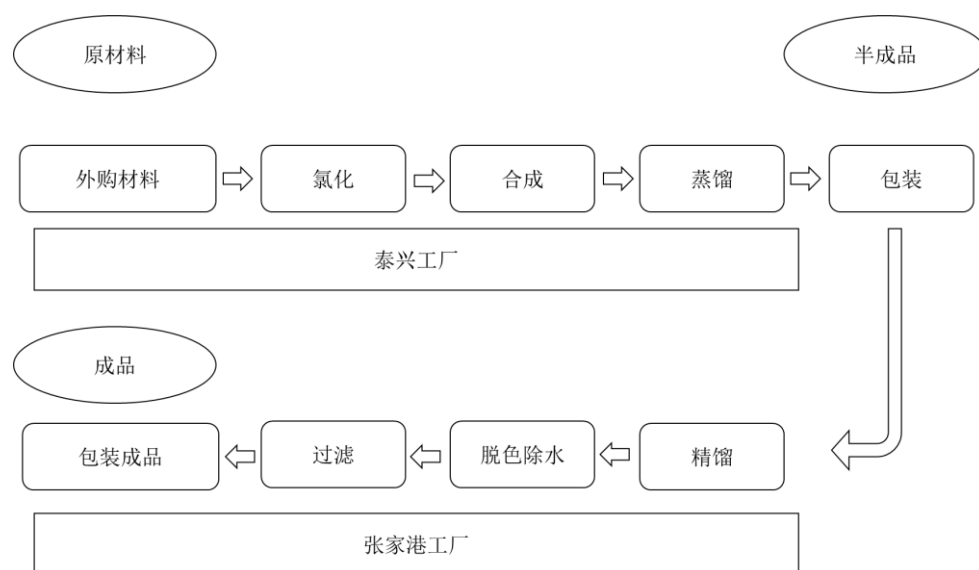 原材料
半成品
外购材料
氯化
合成
蒸馏
包装
泰兴工厂
成品
包装成品
过滤
脱色除水
精馏
张家港工厂